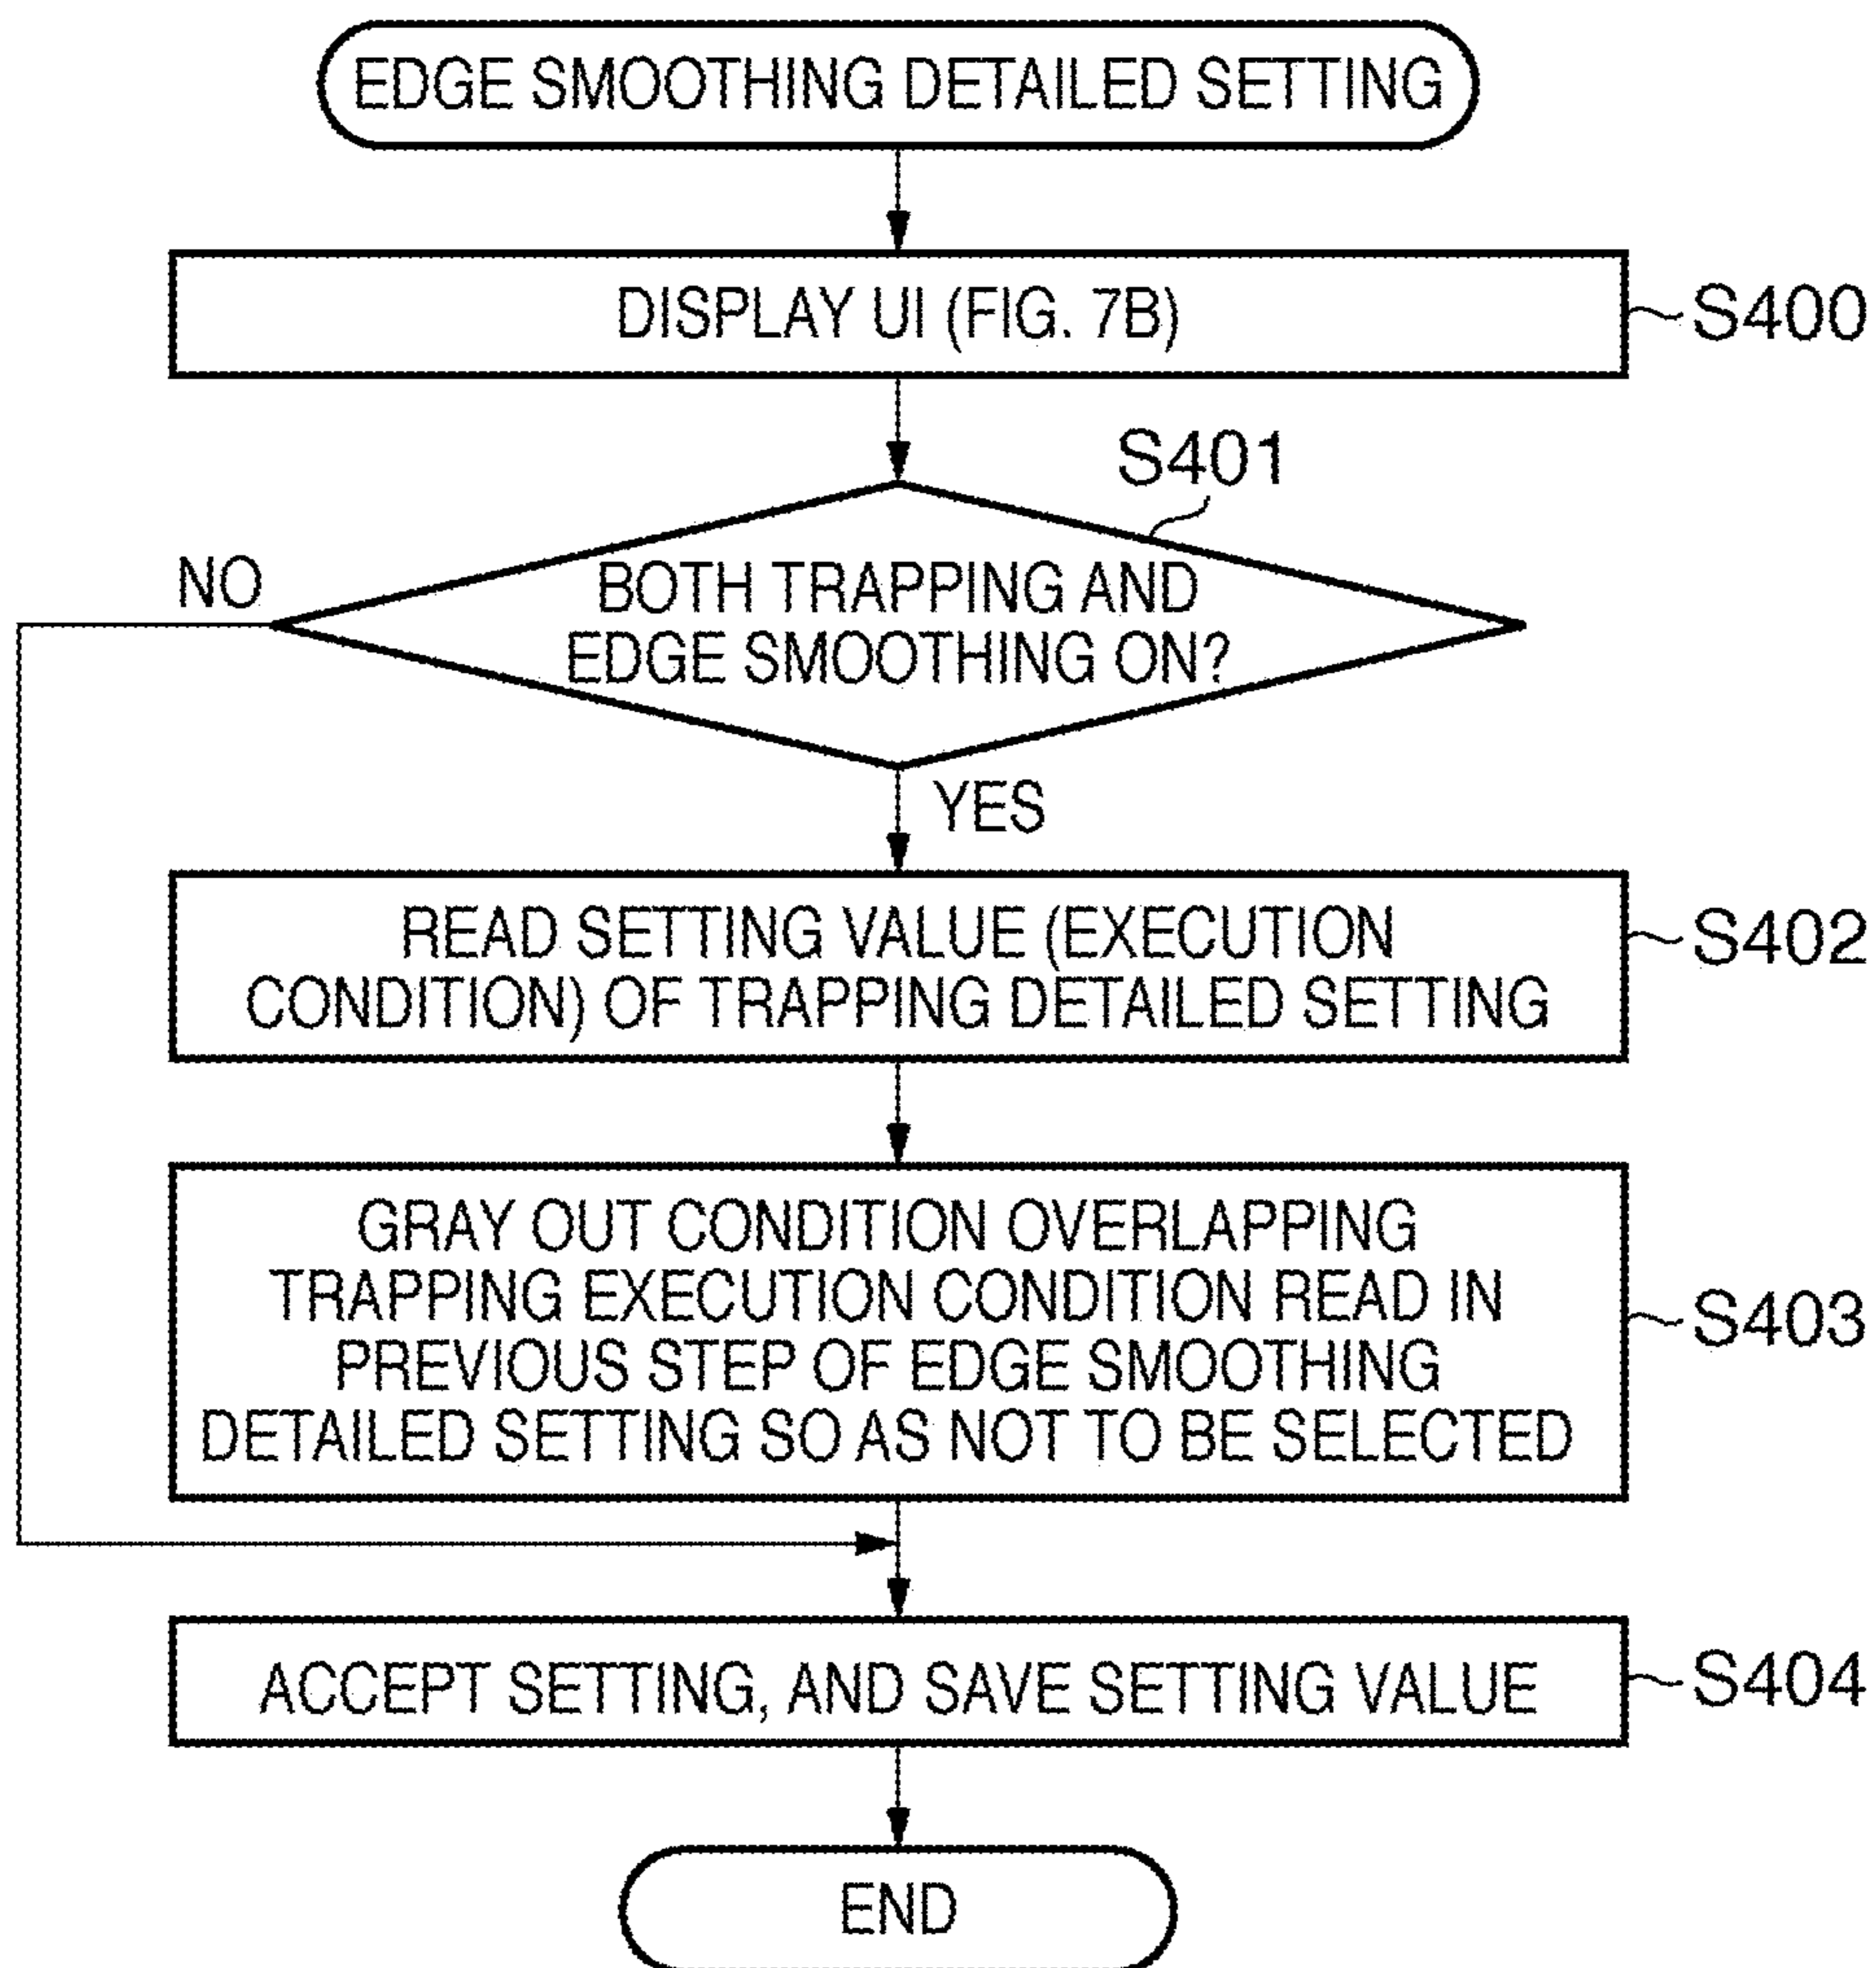 EDGE SMOOTHING DETAILED SETTING
DISPLAY UI (FIG. 7B)
S400
S401
NO
BOTH TRAPPING AND
EDGE SMOOTHING ON?
YES
READ SETTING VALUE (EXECUTION
CONDITION) OF TRAPPING DETAILED SETTING
S402
GRAY OUT CONDITION OVERLAPPING
TRAPPING EXECUTION CONDITION READ IN
PREVIOUS STEP OF EDGE SMOOTHING
DETAILED SETTING SO AS NOT TO BE SELECTED
S403
ACCEPT SETTING, AND SAVE SETTING VALUE
S404
END